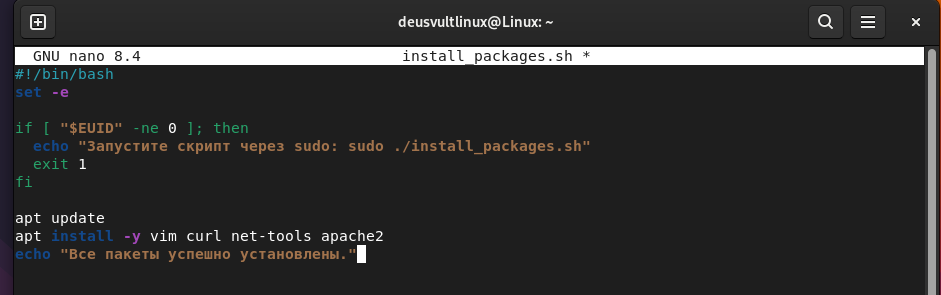 deusvultlinux@Linux: ~
GNU nano 8.4 install_packages.sh *
#!/bin/bash
set -e
if [ "$EUID" -ne 0 ]; then
echo "Запустите скрипт через sudo: sudo ./install_packages.sh"
exit 1
fi
apt update
apt install -y vim curl net-tools apache2
echo "Все пакеты успешно установлены."